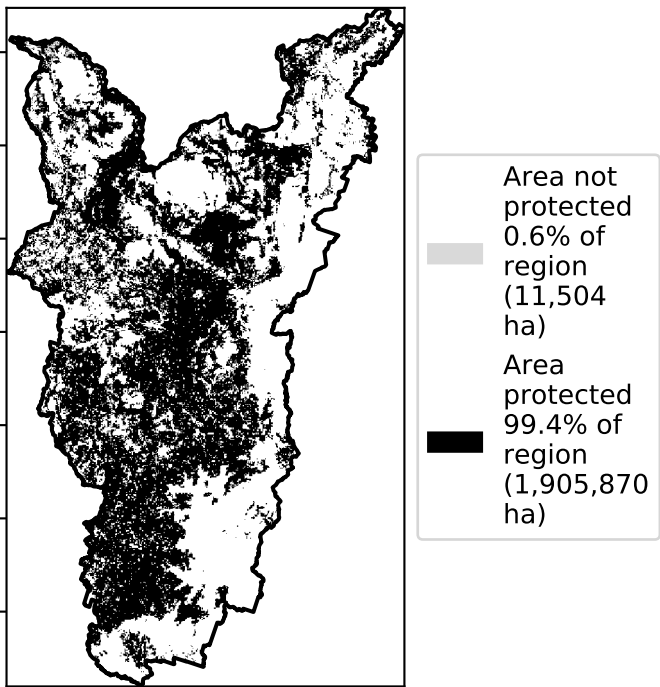 Area not
protected
0.6% of
region
(11,504
ha)
Area
protected
99.4% of
region
(1,905,870
ha)